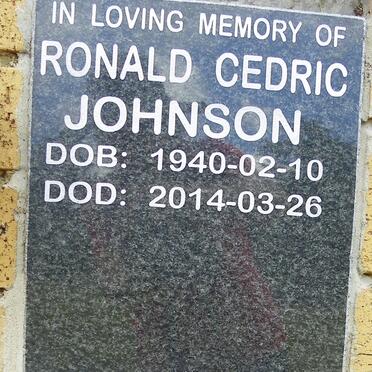 IN LOVING MEMORY OF
RONALD CEDRIC
JOHNSON
DOB: 1940-02-10
DOD: 2014-03-26